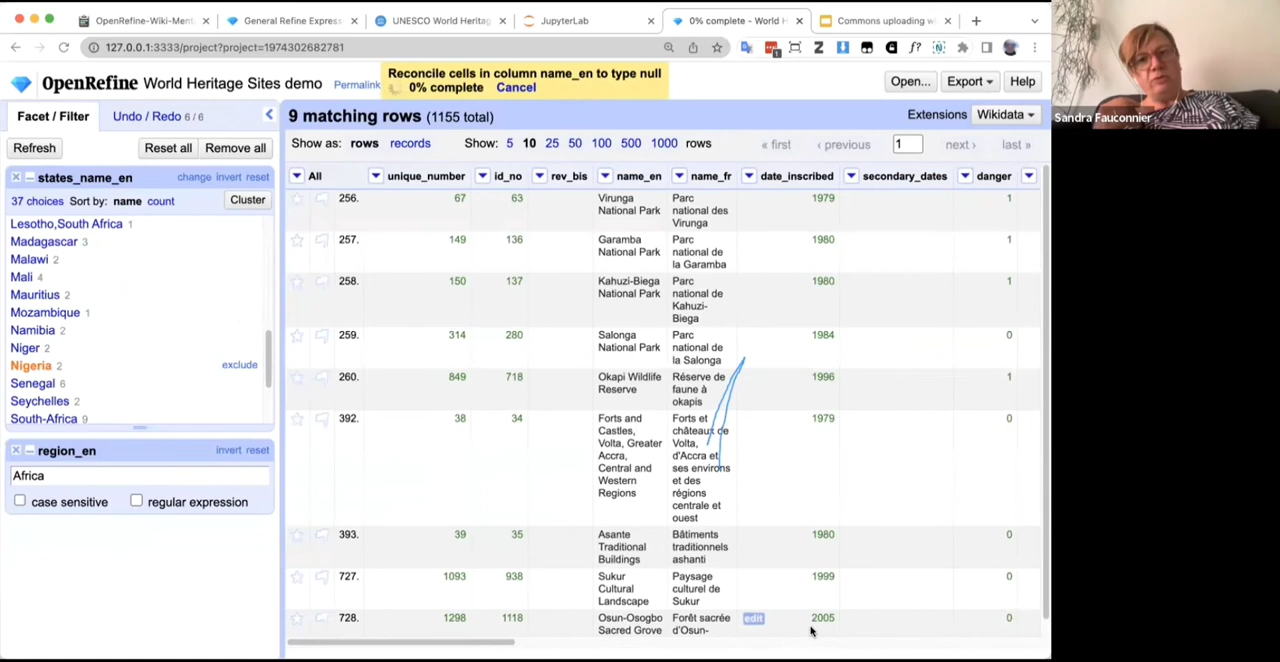 OpenRefine-Wiki-Ment
General Refine Express
UNESCO World Heritag
JupyterLab
0% complete - World H
Commons uploading w
127.0.0.1:3333/project?project=1974302682781
OpenRefine World Heritage Sites demo Permalink
Reconcile cells in column name_en to type null
0% complete Cancel
Open... Export Help
Sandra Fauconnier
Facet / Filter Undo / Redo 6 / 6
9 matching rows (1155 total)
Extensions Wikidata
Refresh Reset all Remove all
Show as: rows records Show: 5 10 25 50 100 500 1000 rows
« first ‹ previous 1 next › last »
states_name_en change invert reset
37 choices Sort by: name count Cluster
Lesotho,South Africa 1
Madagascar 3
Malawi 2
Mali 4
Mauritius 2
Mozambique 1
Namibia 2
Niger 2
Nigeria 2 exclude
Senegal 6
Seychelles 2
South-Africa 9
region_en invert reset
Africa
case sensitive regular expression
All unique_number id_no rev_bis name_en name_fr date_inscribed secondary_dates danger
256. 67 63 Virunga National Park Parc national des Virunga 1979 1
257. 149 136 Garamba National Park Parc national de la Garamba 1980 1
258. 150 137 Kahuzi-Biega National Park Parc national de Kahuzi-Biega 1980 1
259. 314 280 Salonga National Park Parc national de la Salonga 1984 0
260. 849 718 Okapi Wildlife Reserve Réserve de faune à okapis 1996 1
392. 38 34 Forts and Castles, Volta, Greater Accra, Central and Western Regions Forts et châteaux de Volta, d'Accra et ses environs et des régions centrale et ouest 1979 0
393. 39 35 Asante Traditional Buildings Bâtiments traditionnels ashanti 1980 0
727. 1093 938 Sukur Cultural Landscape Paysage culturel de Sukur 1999 0
728. 1298 1118 Osun-Osogbo Sacred Grove Forêt sacrée d'Osun- edit 2005 0